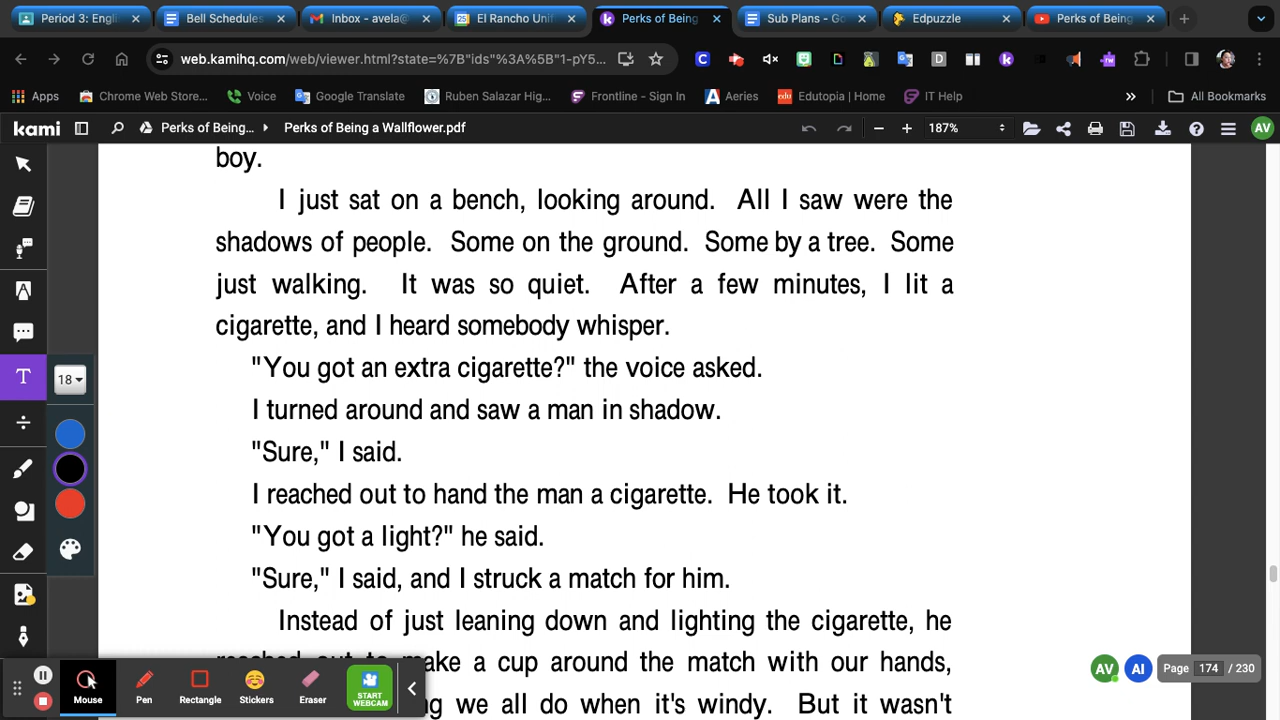 Period 3: Engli
Bell Schedules
Inbox - avela@
El Rancho Unif
Perks of Being
Sub Plans - Go
Edpuzzle
Perks of Being
web.kamihq.com/web/viewer.html?state=%7B"ids"%3A%5B"1-pY5...
Apps
Chrome Web Store...
Voice
Google Translate
Ruben Salazar Hig...
Frontline - Sign In
Aeries
Edutopia | Home
IT Help
All Bookmarks
kami
Perks of Being...
Perks of Being a Wallflower.pdf
187%
AV
boy.
I just sat on a bench, looking around. All I saw were the
shadows of people. Some on the ground. Some by a tree. Some
just walking. It was so quiet. After a few minutes, I lit a
cigarette, and I heard somebody whisper.
"You got an extra cigarette?" the voice asked.
I turned around and saw a man in shadow.
"Sure," I said.
I reached out to hand the man a cigarette. He took it.
"You got a light?" he said.
"Sure," I said, and I struck a match for him.
Instead of just leaning down and lighting the cigarette, he
reached out to make a cup around the match with our hands,
we all do when it's windy. But it wasn't
18
AV
AI
Page 174 / 230
Mouse
Pen
Rectangle
Stickers
Eraser
START
WEBCAM